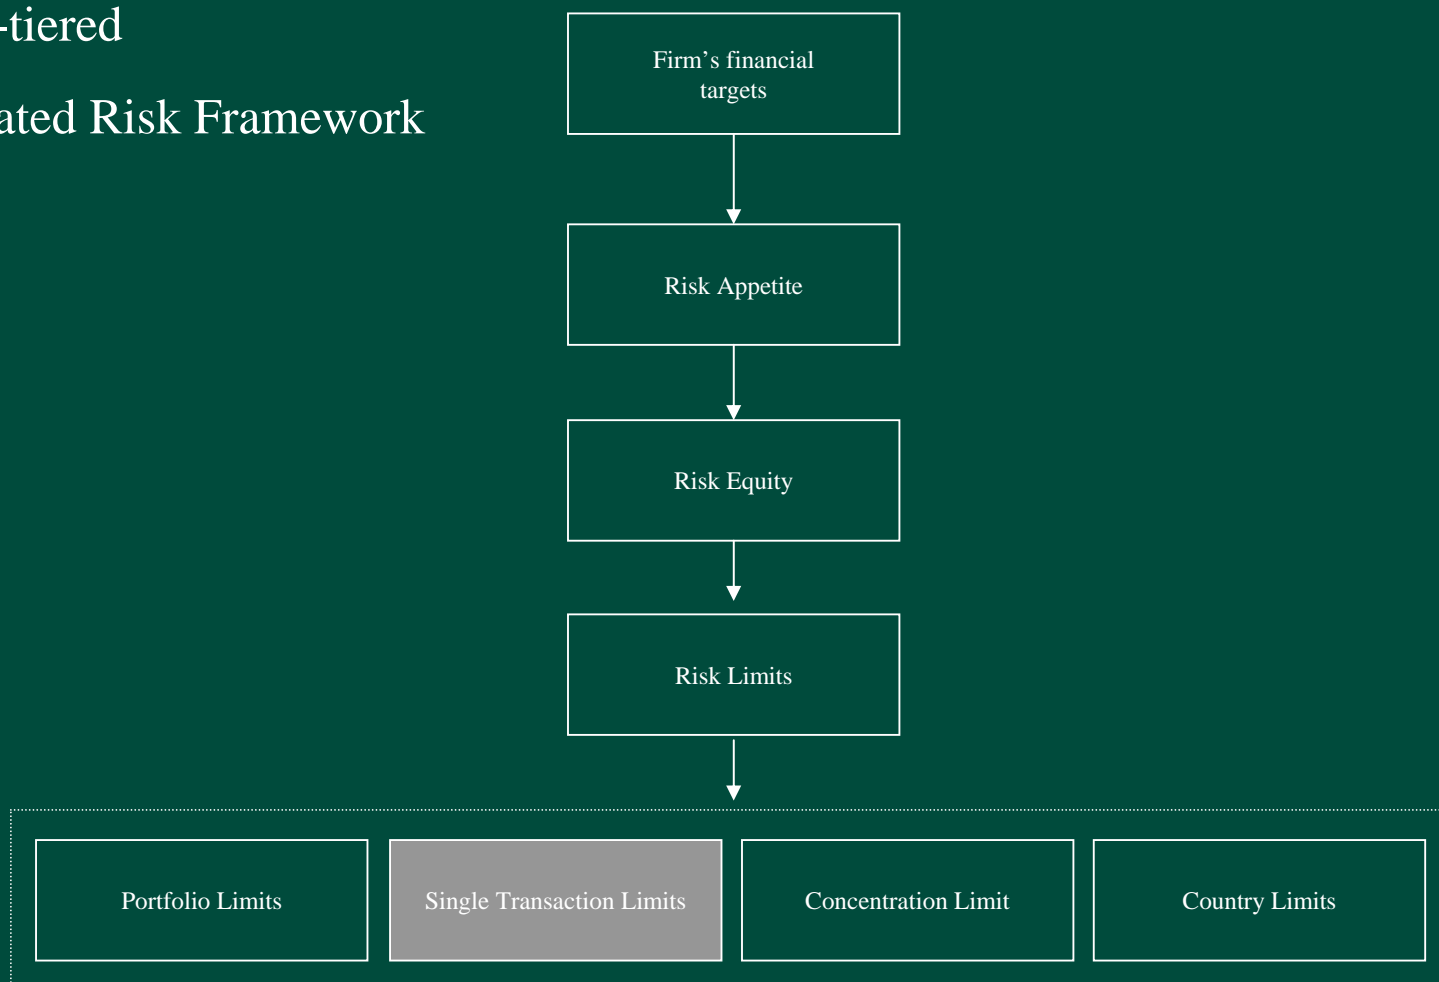 -tiered
ated Risk Framework
Firm’s financial
targets
Risk Appetite
Risk Equity
Risk Limits
Portfolio Limits
Single Transaction Limits
Concentration Limit
Country Limits